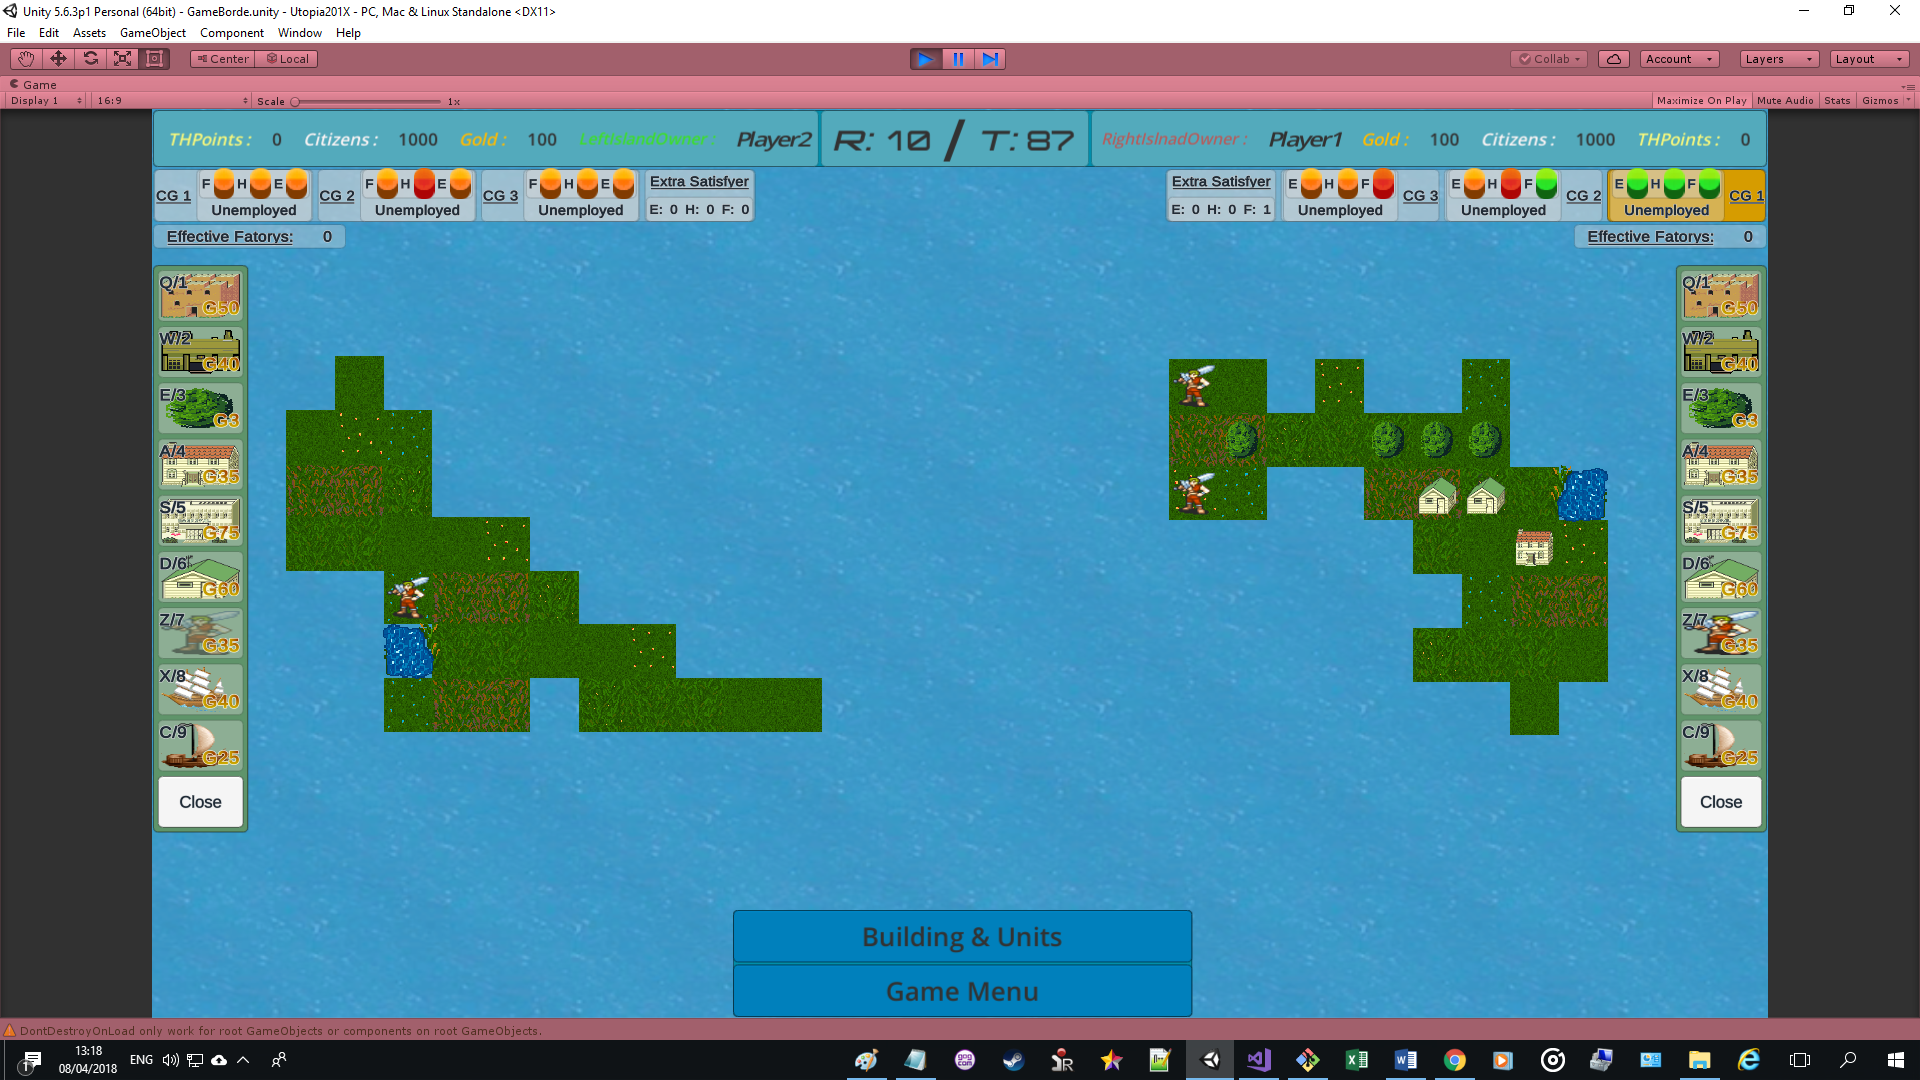 Unity 5.6.3p1 Personal (64bit) - GameBorde.unity - Utopia201X - PC, Mac & Linux Standalone <DX11>
File Edit Assets GameObject Component Window Help
Center Local Collab Account Layers Layout
Game
Display 1 16:9 Scale 1x Maximize On Play Mute Audio Stats Gizmos
THPoints : 0 Citizens : 1000 Gold : 100 LeftIslandOwner : Player2 R: 10 / T: 87 RightIslnadOwner : Player1 Gold : 100 Citizens : 1000 THPoints : 0
CG 1 F H E Unemployed CG 2 F H E Unemployed CG 3 F H E Unemployed Extra Satisfyer E: 0 H: 0 F: 0
Extra Satisfyer E: 0 H: 0 F: 1 E H F Unemployed CG 3 E H F Unemployed CG 2 E H F Unemployed CG 1
Effective Fatorys: 0 Effective Fatorys: 0
Q/1 G50 Q/1 G50
W/2 G40 W/2 G40
E/3 G3 E/3 G3
A/4 G35 A/4 G35
S/5 G75 S/5 G75
D/6 G60 D/6 G60
Z/7 G35 Z/7 G35
X/8 G40 X/8 G40
C/9 G25 C/9 G25
Close Close
Building & Units
Game Menu
DontDestroyOnLoad only work for root GameObjects or components on root GameObjects.
13:18
08/04/2018
ENG
1